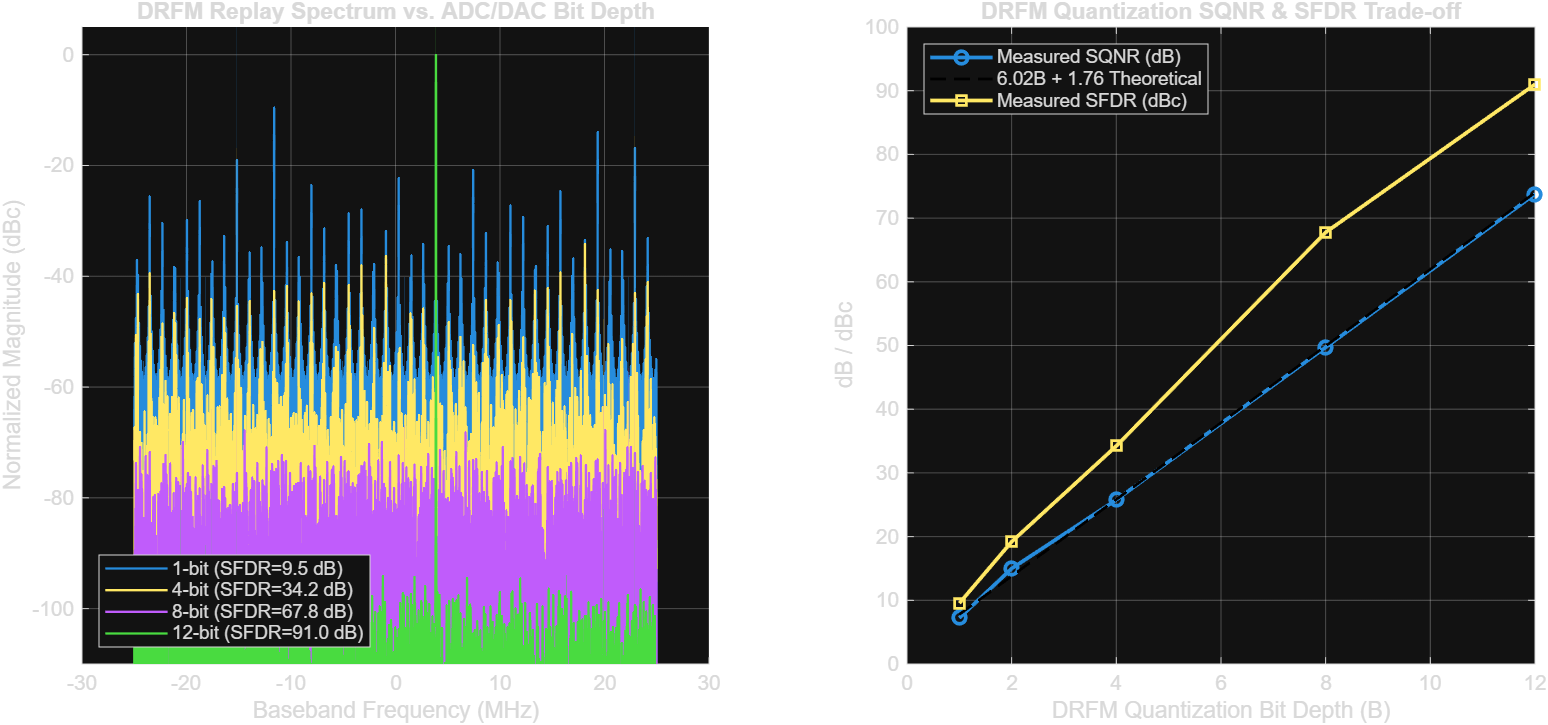 DRFM Replay Spectrum vs. ADC/DAC Bit Depth
0
-20
-40
-60
-80
-100
Normalized Magnitude (dBc)
1-bit (SFDR=9.5 dB)
4-bit (SFDR=34.2 dB)
8-bit (SFDR=67.8 dB)
12-bit (SFDR=91.0 dB)
-30 -20 -10 0 10 20 30
Baseband Frequency (MHz)
DRFM Quantization SQNR & SFDR Trade-off
100
90
80
70
60
50
40
30
20
10
0
dB / dBc
Measured SQNR (dB)
6.02B + 1.76 Theoretical
Measured SFDR (dBc)
0 2 4 6 8 10 12
DRFM Quantization Bit Depth (B)